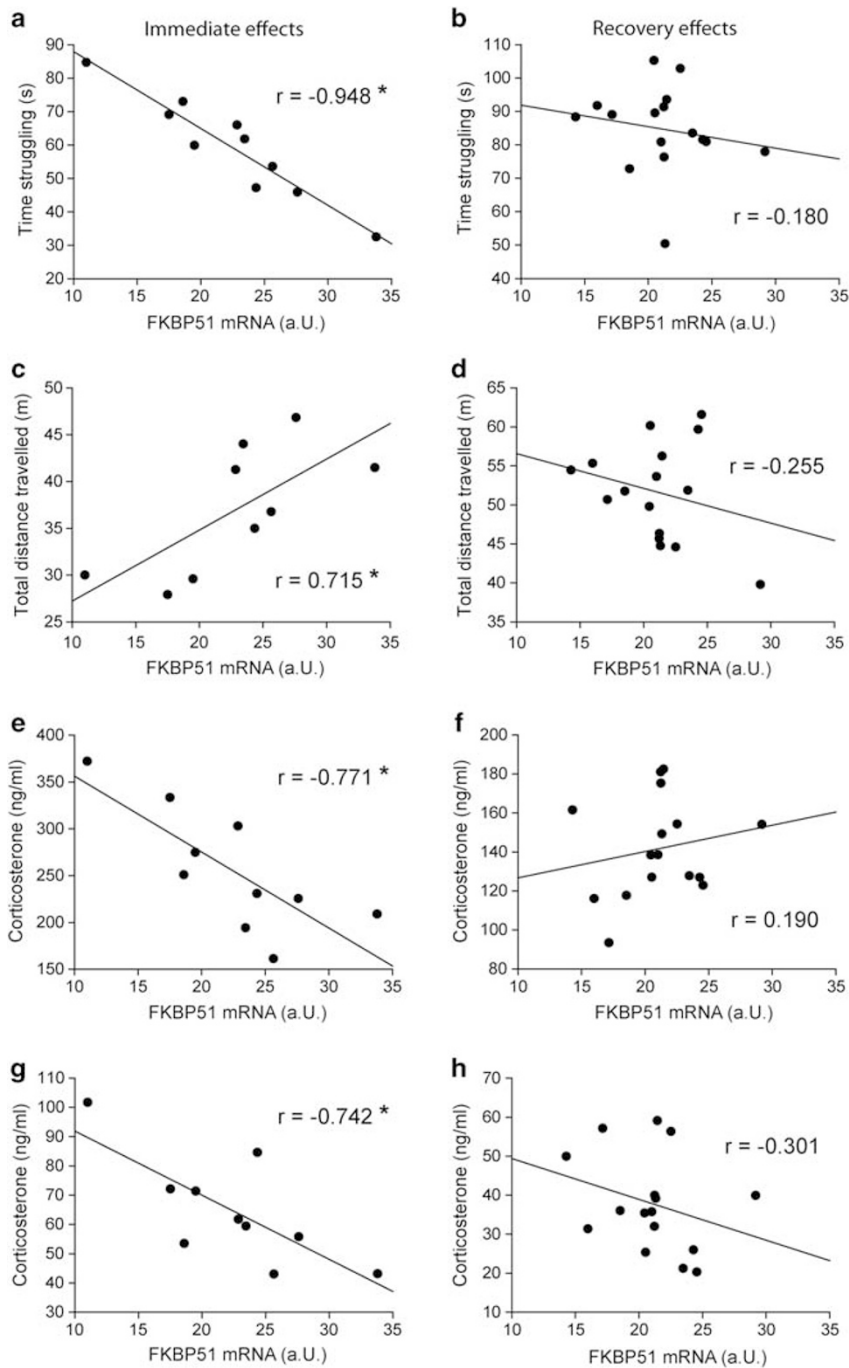 a
Immediate effects
90
80
70
60
50
40
30
20
Time struggling (s)
r = -0.948 *
10 15 20 25 30 35
FKBP51 mRNA (a.U.)
b
Recovery effects
110
100
90
80
70
60
50
40
Time struggling (s)
r = -0.180
10 15 20 25 30 35
FKBP51 mRNA (a.U.)
c
50
45
40
35
30
25
Total distance travelled (m)
r = 0.715 *
10 15 20 25 30 35
FKBP51 mRNA (a.U.)
d
65
60
55
50
45
40
35
Total distance travelled (m)
r = -0.255
10 15 20 25 30 35
FKBP51 mRNA (a.U.)
e
400
350
300
250
200
150
Corticosterone (ng/ml)
r = -0.771 *
10 15 20 25 30 35
FKBP51 mRNA (a.U.)
f
200
180
160
140
120
100
80
Corticosterone (ng/ml)
r = 0.190
10 15 20 25 30 35
FKBP51 mRNA (a.U.)
g
110
100
90
80
70
60
50
40
30
Corticosterone (ng/ml)
r = -0.742 *
10 15 20 25 30 35
FKBP51 mRNA (a.U.)
h
70
60
50
40
30
20
10
Corticosterone (ng/ml)
r = -0.301
10 15 20 25 30 35
FKBP51 mRNA (a.U.)